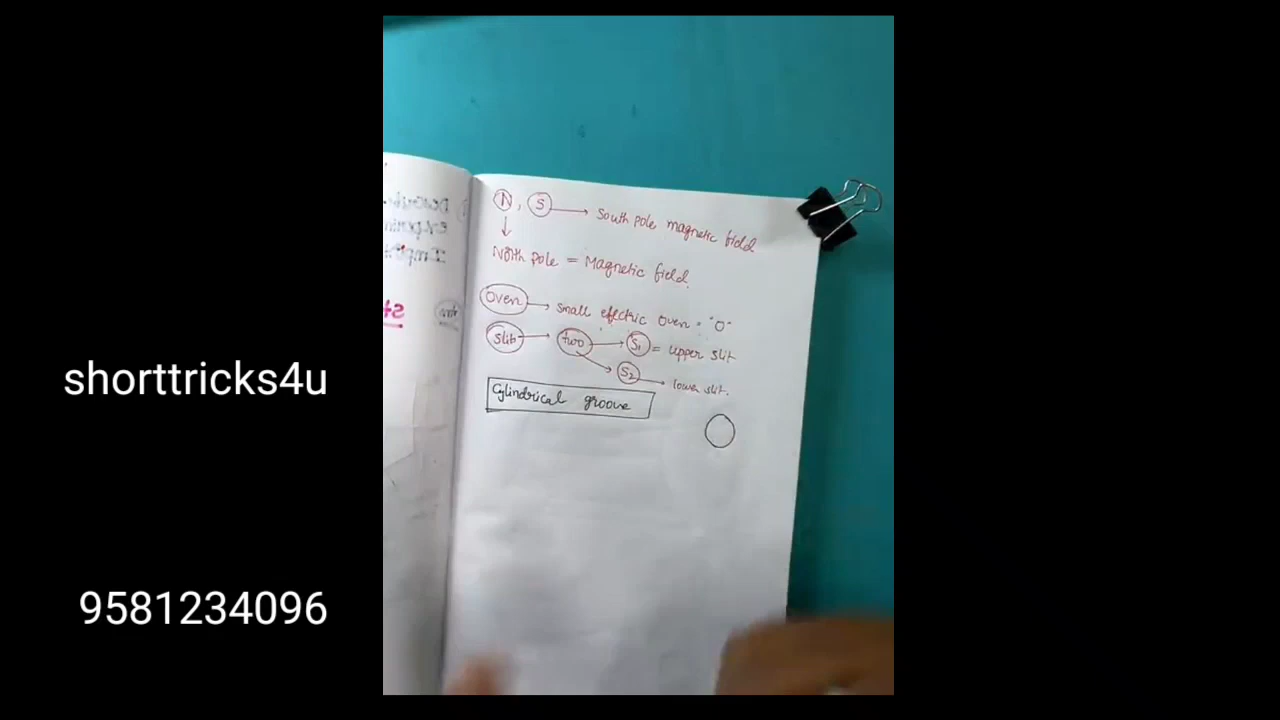 N, S → South pole magnetic field
North pole = Magnetic field
Oven → small electric oven = "O"
slit → two → S1 = upper slit
S2 → lower slit.
Cylindrical groove
shorttricks4u
9581234096